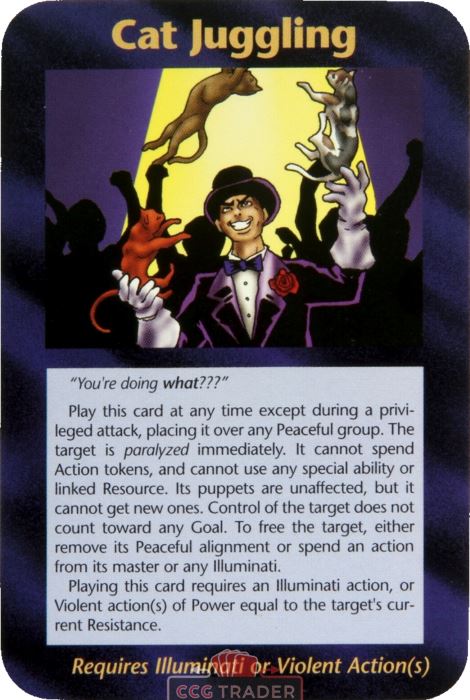 Cat Juggling
"You're doing what???"
Play this card at any time except during a privi-
leged attack, placing it over any Peaceful group. The
target is paralyzed immediately. It cannot spend
Action tokens, and cannot use any special ability or
linked Resource. Its puppets are unaffected, but it
cannot get new ones. Control of the target does not
count toward any Goal. To free the target, either
remove its Peaceful alignment or spend an action
from its master or any Illuminati.
Playing this card requires an Illuminati action, or
Violent action(s) of Power equal to the target's cur-
rent Resistance.
Requires Illuminati or Violent Action(s)
CCG TRADER